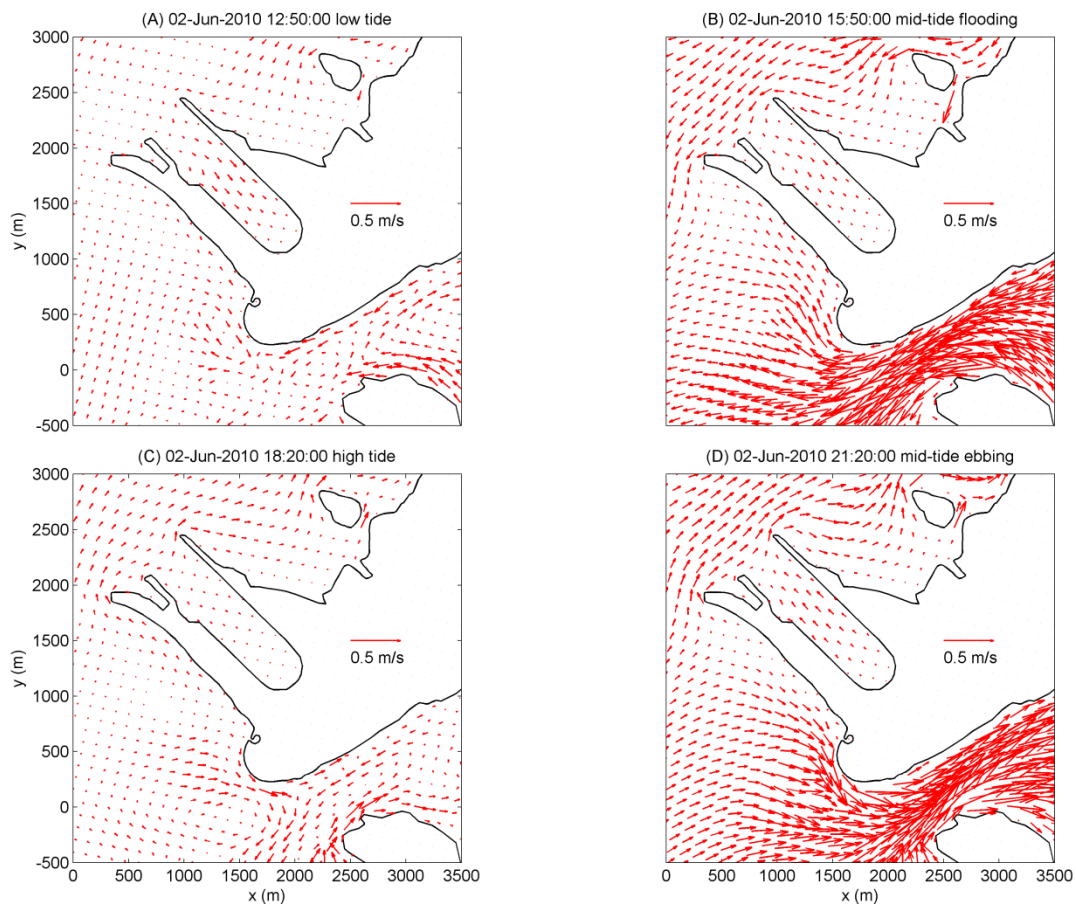 (A) 02-Jun-2010 12:50:00 low tide
(B) 02-Jun-2010 15:50:00 mid-tide flooding
3000
2500
2000
1500
1000
500
0
-500
y (m)
0.5 m/s
0.5 m/s
(C) 02-Jun-2010 18:20:00 high tide
(D) 02-Jun-2010 21:20:00 mid-tide ebbing
3000
2500
2000
1500
1000
500
0
-500
y (m)
0.5 m/s
0.5 m/s
0 500 1000 1500 2000 2500 3000 3500
0 500 1000 1500 2000 2500 3000 3500
x (m)
x (m)